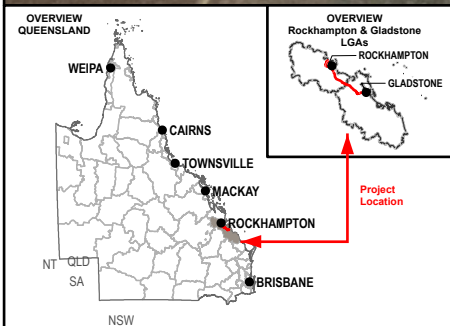 OVERVIEW
QUEENSLAND
WEIPA
CAIRNS
TOWNSVILLE
MACKAY
ROCKHAMPTON
BRISBANE
NT QLD
SA
NSW
OVERVIEW
Rockhampton & Gladstone
LGAs
ROCKHAMPTON
GLADSTONE
Project
Location